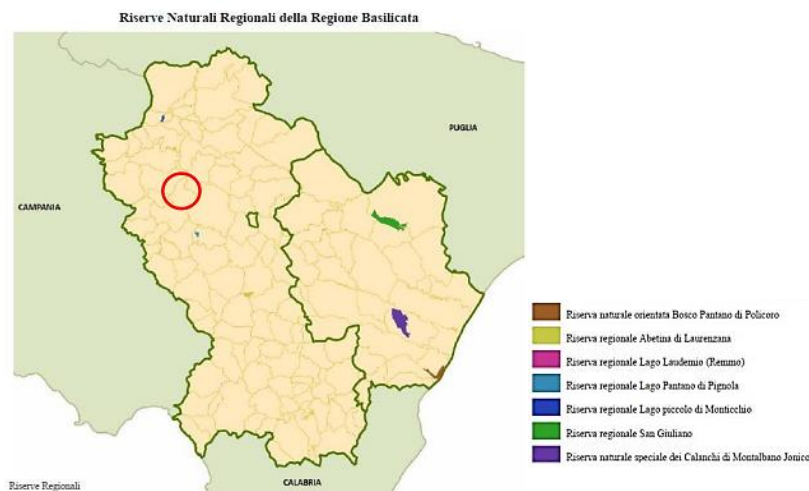 Riserve Naturali Regionali della Regione Basilicata
PUGLIA
CAMPANIA
CALABRIA
Riserva naturale orientata Bosco Pantano di Policoro
Riserva regionale Abetina di Laurenzana
Riserva regionale Lago Laudemio (Remmo)
Riserva regionale Lago Pantano di Pignola
Riserva regionale Lago piccolo di Monticchio
Riserva regionale San Giuliano
Riserva naturale speciale dei Calanchi di Montalbano Jonico
Riserve Regionali